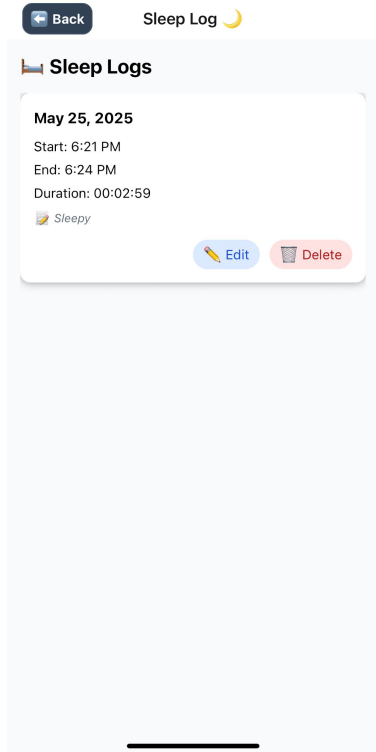 ⬅️ Back
Sleep Log 🌙
🛏️ Sleep Logs
May 25, 2025
Start: 6:21 PM
End: 6:24 PM
Duration: 00:02:59
📝 Sleepy
✏️ Edit
🗑️ Delete